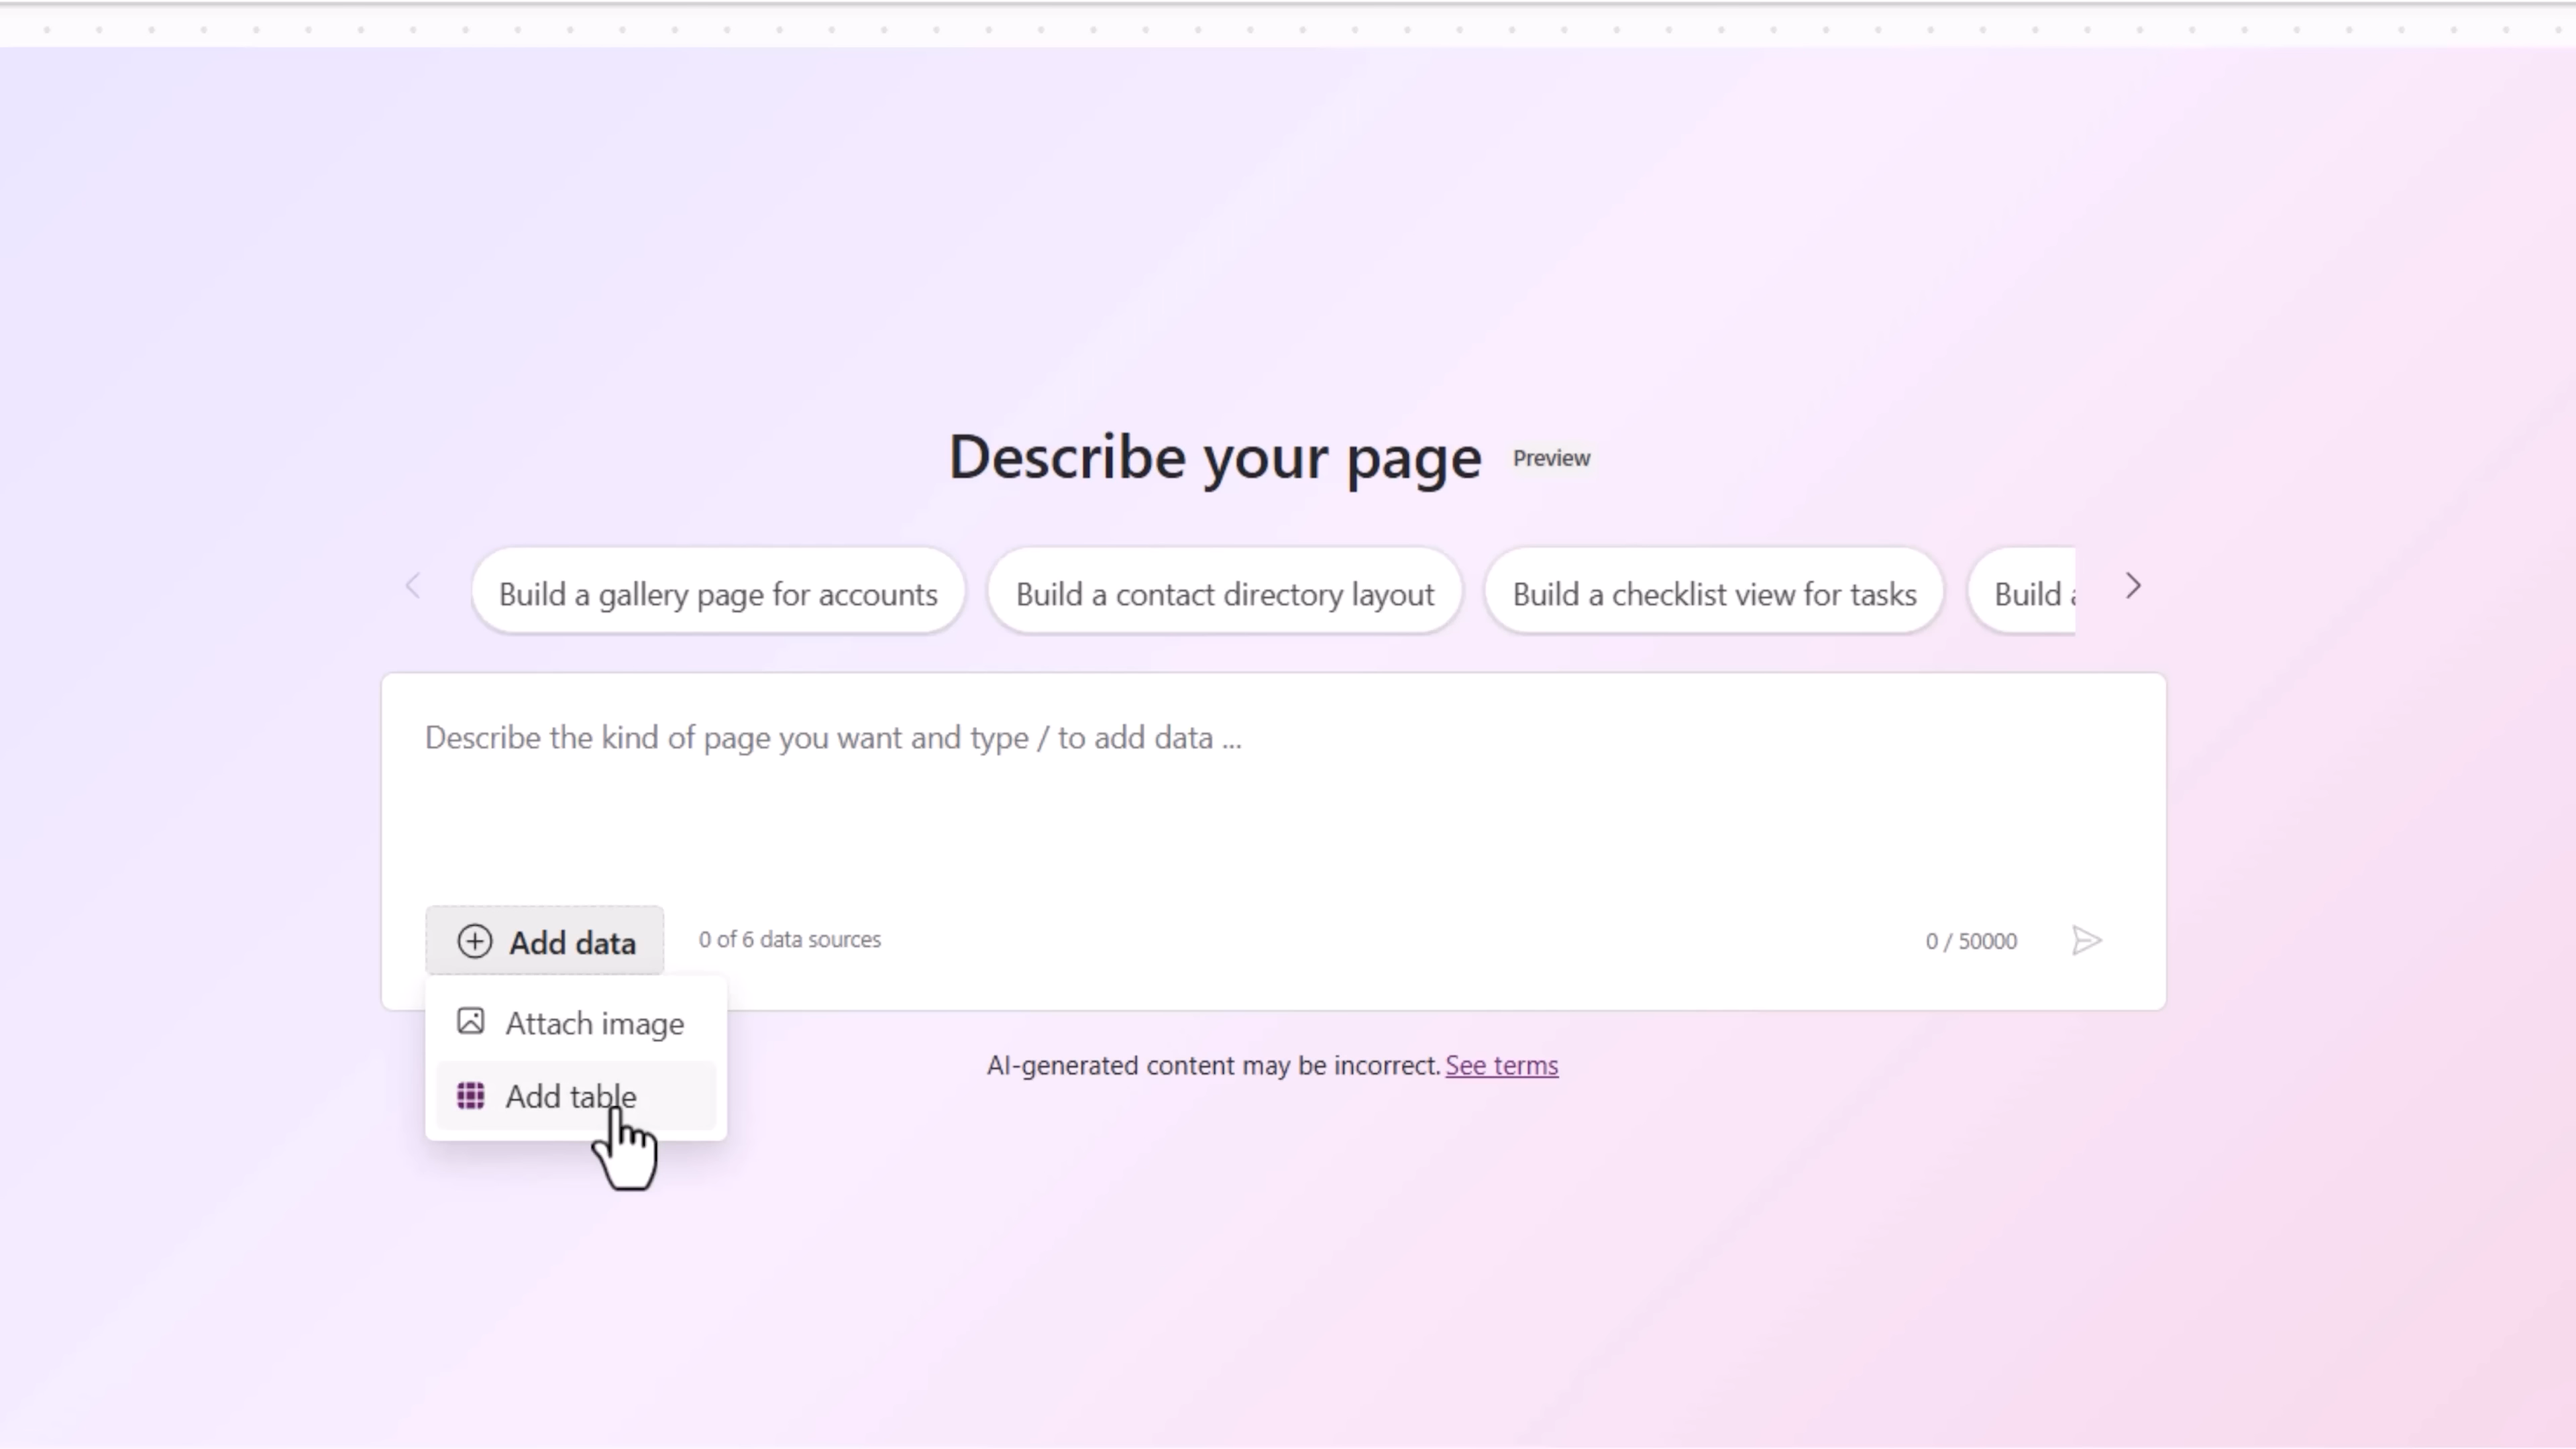 Describe your page Preview
Build a gallery page for accounts
Build a contact directory layout
Build a checklist view for tasks
Build
Describe the kind of page you want and type / to add data ...
Add data
0 of 6 data sources
0 / 50000
Attach image
Add table
AI-generated content may be incorrect. See terms